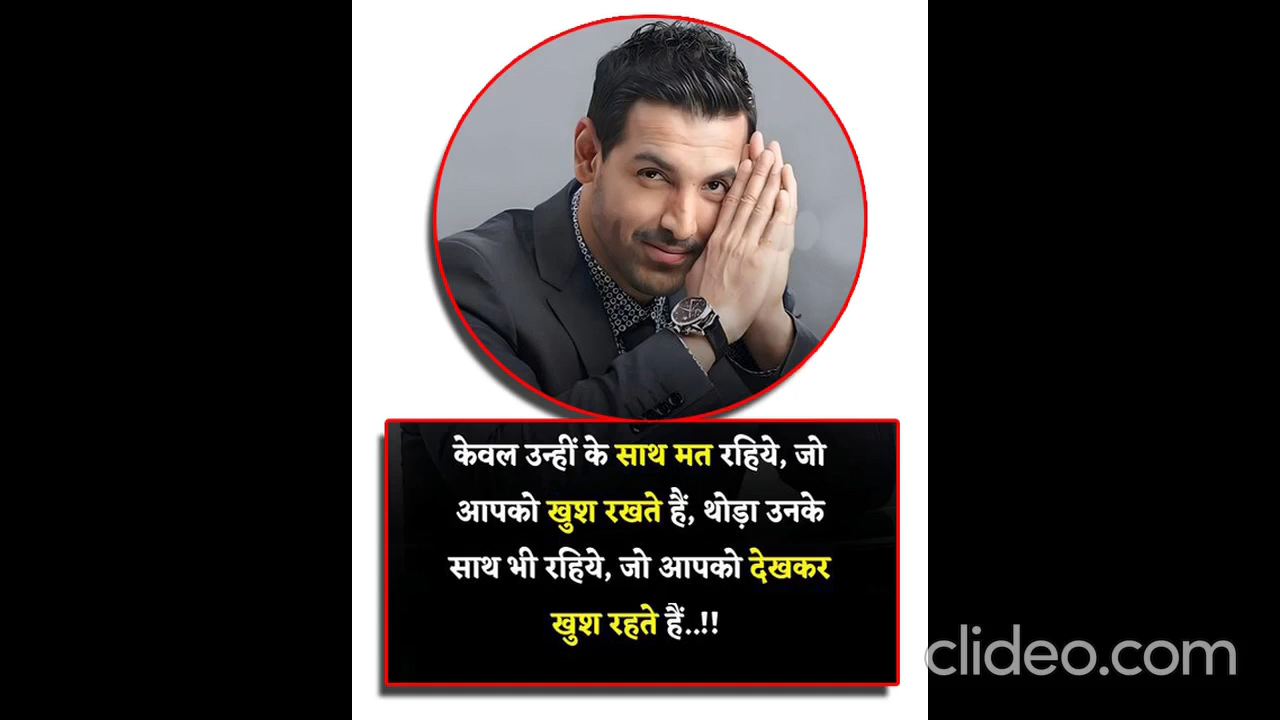 केवल उन्हीं के साथ मत रहिये, जो
आपको खुश रखते हैं, थोड़ा उनके
साथ भी रहिये, जो आपको देखकर
खुश रहते हैं..!!
clideo.com